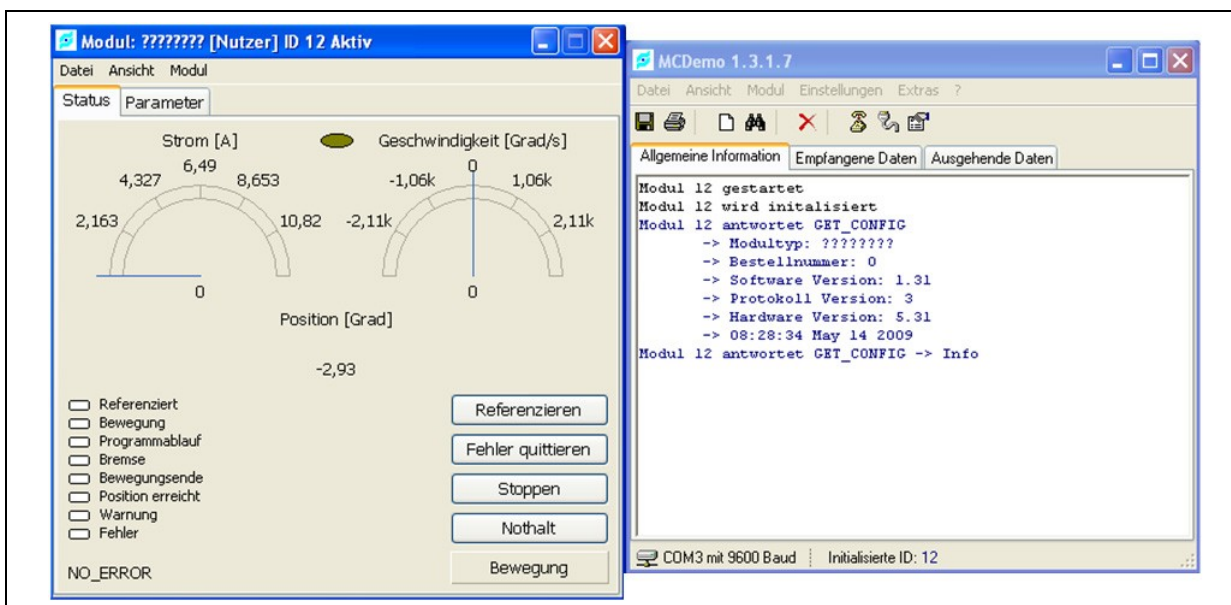 Modul: ???????? [Nutzer] ID 12 Aktiv
Datei Ansicht Modul
Status Parameter
Strom [A]
Geschwindigkeit [Grad/s]
6,49
4,327
8,653
2,163
10,82
0
0
-1,06k
1,06k
-2,11k
2,11k
0
Position [Grad]
-2,93
Referenziert
Bewegung
Programmablauf
Bremse
Bewegungsende
Position erreicht
Warnung
Fehler
NO_ERROR
Referenzieren
Fehler quittieren
Stoppen
Nothalt
Bewegung
MCDemo 1.3.1.7
Datei Ansicht Modul Einstellungen Extras ?
Allgemeine Information Empfangene Daten Ausgehende Daten
Modul 12 gestartet
Modul 12 wird initalisiert
Modul 12 antwortet GET_CONFIG
-> Modultyp: ????????
-> Bestellnummer: 0
-> Software Version: 1.31
-> Protokoll Version: 3
-> Hardware Version: 5.31
-> 08:28:34 May 14 2009
Modul 12 antwortet GET_CONFIG -> Info
COM3 mit 9600 Baud
Initialisierte ID: 12